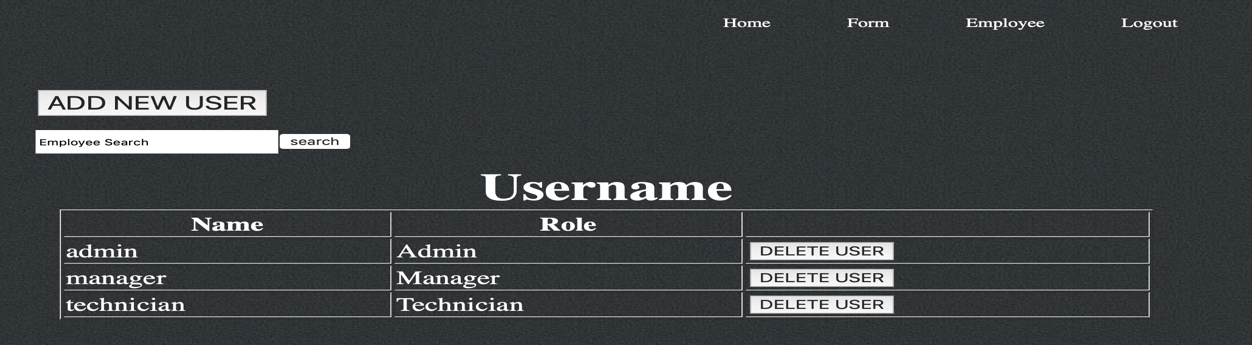 Home Form Employee Logout
ADD NEW USER
Employee Search search
Username
Name Role
admin Admin DELETE USER
manager Manager DELETE USER
technician Technician DELETE USER